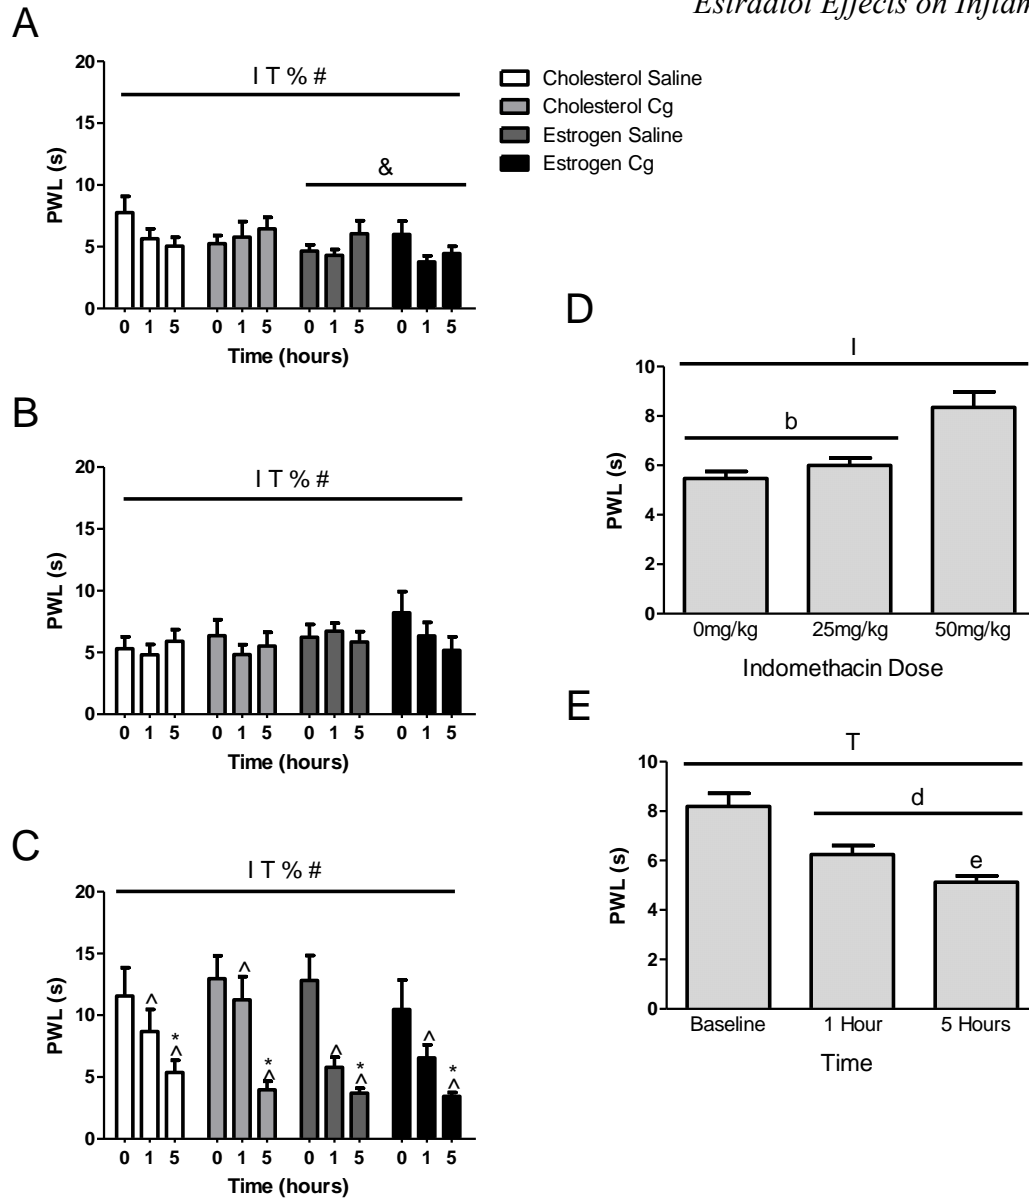 Estradiol Effects on Inflam
A
20
15
10
5
0
PWL (s)
I T % #
&
0 1 5 0 1 5 0 1 5 0 1 5
Time (hours)
Cholesterol Saline
Cholesterol Cg
Estrogen Saline
Estrogen Cg
B
20
15
10
5
0
PWL (s)
I T % #
0 1 5 0 1 5 0 1 5 0 1 5
Time (hours)
C
20
15
10
5
0
PWL (s)
I T % #
^ * ^ ^ * ^ ^ * ^ ^ * ^
0 1 5 0 1 5 0 1 5 0 1 5
Time (hours)
D
10
8
6
4
2
0
PWL (s)
I
b
0mg/kg 25mg/kg 50mg/kg
Indomethacin Dose
E
10
8
6
4
2
0
PWL (s)
T
d
e
Baseline 1 Hour 5 Hours
Time